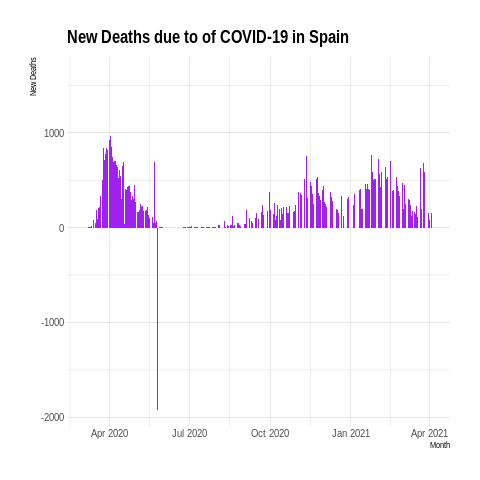 New Deaths due to of COVID-19 in Spain
New Deaths
1000
0
-1000
-2000
Apr 2020 Jul 2020 Oct 2020 Jan 2021 Apr 2021
Month